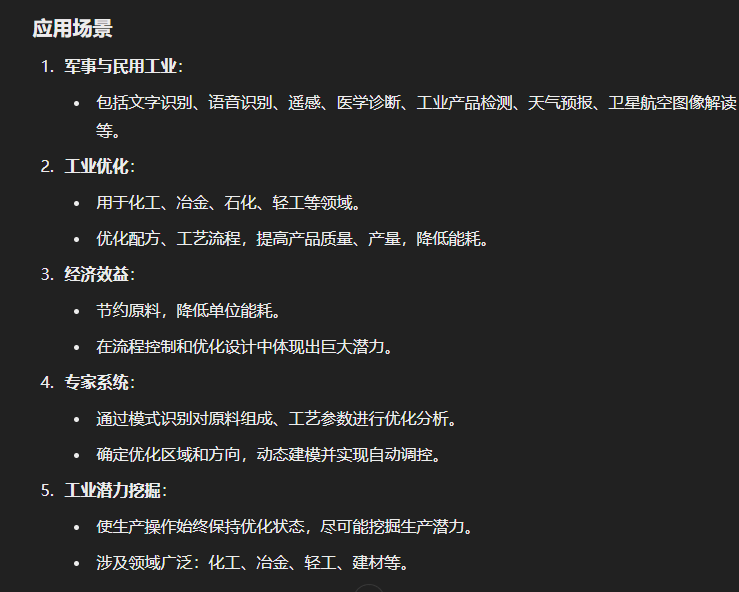 应用场景
1. 军事与民用工业：
• 包括文字识别、语音识别、遥感、医学诊断、工业产品检测、天气预报、卫星航空图像解读
等。
2. 工业优化：
• 用于化工、冶金、石化、轻工等领域。
• 优化配方、工艺流程，提高产品质量、产量，降低能耗。
3. 经济效益：
• 节约原料，降低单位能耗。
• 在流程控制和优化设计中体现出巨大潜力。
4. 专家系统：
• 通过模式识别对原料组成、工艺参数进行优化分析。
• 确定优化区域和方向，动态建模并实现自动调控。
5. 工业潜力挖掘：
• 使生产操作始终保持优化状态，尽可能挖掘生产潜力。
• 涉及领域广泛：化工、冶金、轻工、建材等。